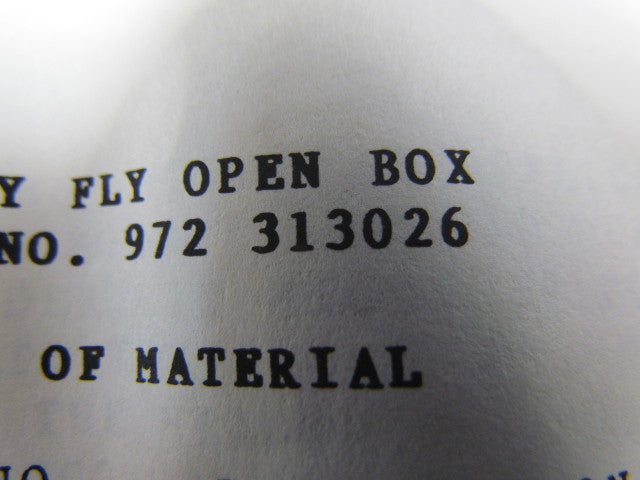 Y FLY OPEN BOX
NO. 972 313026
OF MATERIAL